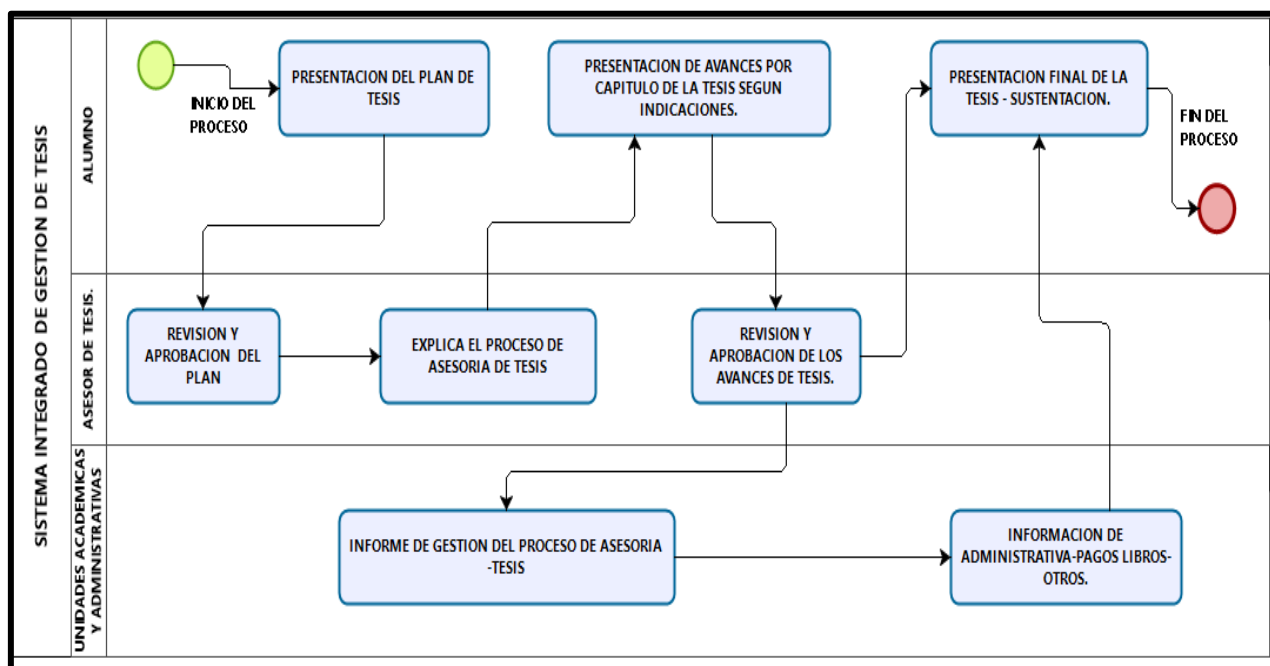 SISTEMA INTEGRADO DE GESTION DE TESIS
ALUMNO
INICIO DEL
PROCESO
PRESENTACION DEL PLAN DE
TESIS
PRESENTACION DE AVANCES POR
CAPITULO DE LA TESIS SEGUN
INDICACIONES.
PRESENTACION FINAL DE LA
TESIS - SUSTENTACION.
FIN DEL
PROCESO
ASESOR DE TESIS.
REVISION Y
APROBACION DEL
PLAN
EXPLICA EL PROCESO DE
ASESORIA DE TESIS
REVISION Y
APROBACION DE LOS
AVANCES DE TESIS.
UNIDADES ACADEMICAS
Y ADMINISTRATIVAS
INFORME DE GESTION DEL PROCESO DE ASESORIA
-TESIS
INFORMACION DE
ADMINISTRATIVA-PAGOS LIBROS-
OTROS.